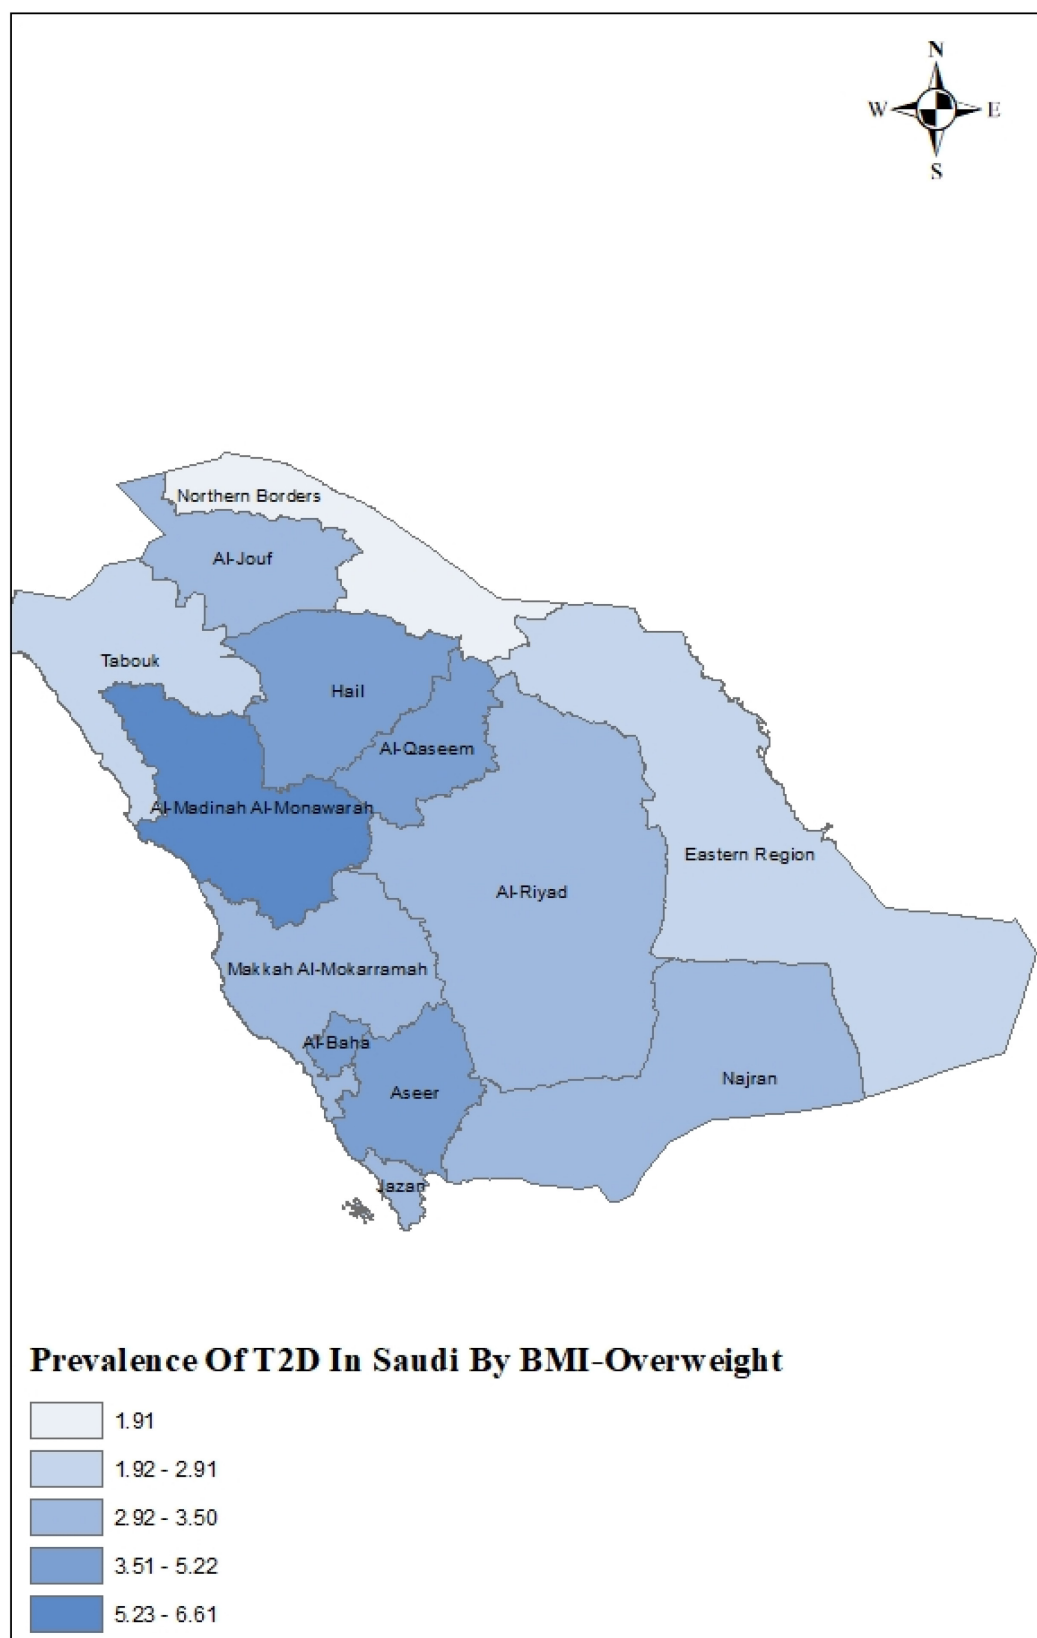 N
W E
S
Northern Borders
Al-Jouf
Tabouk
Hail
Al-Qaseem
Al-Madinah Al-Monawarah
Eastern Region
Al-Riyad
Makkah Al-Mokarramah
Al-Baha
Najran
Aseer
Jazan
Prevalence Of T2D In Saudi By BMI-Overweight
1.91
1.92 - 2.91
2.92 - 3.50
3.51 - 5.22
5.23 - 6.61